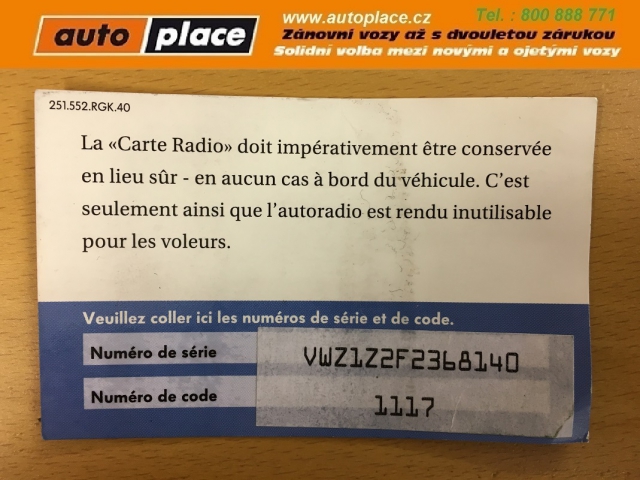 auto place
www.autoplace.cz
Tel. : 800 888 771
Zánovní vozy až s dvouletou zárukou
Solidní volba mezi novými a ojetými vozy
251.552.RGK.40
La «Carte Radio» doit impérativement être conservée
en lieu sûr - en aucun cas à bord du véhicule. C'est
seulement ainsi que l'autoradio est rendu inutilisable
pour les voleurs.
Veuillez coller ici les numéros de série et de code.
Numéro de série VWZ1Z2F2368140
Numéro de code 1117